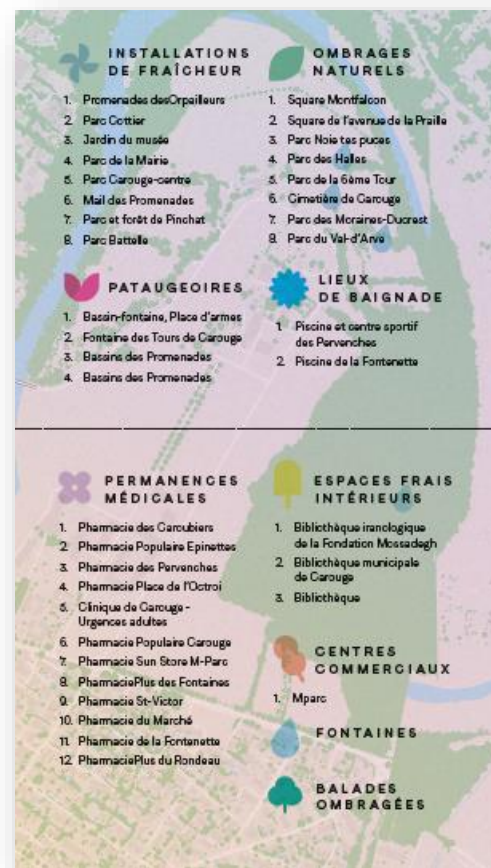 INSTALLATIONS
DE FRAÎCHEUR
1. Promenades desOrpailleurs
2. Parc Cottier
3. Jardin du musée
4. Parc de la Mairie
5. Parc Carouge-centre
6. Mail des Promenades
7. Parc et forêt de Pinchat
8. Parc Battelle
OMBRAGES
NATURELS
1. Square Montfalcon
2. Square de l'avenue de la Praille
3. Parc Noie tes puces
4. Parc des Halles
5. Parc de la 6ème Tour
6. Cimetière de Carouge
7. Parc des Moraines-Ducrest
8. Parc du Val-d'Arve
PATAUGEOIRES
1. Bassin-fontaine, Place d'armes
2. Fontaine des Tours de Carouge
3. Bassins des Promenades
4. Bassins des Promenades
LIEUX
DE BAIGNADE
1. Piscine et centre sportif
des Pervenches
2. Piscine de la Fontenette
PERMANENCES
MÉDICALES
1. Pharmacie des Caroubiers
2. Pharmacie Populaire Epinettes
3. Pharmacie des Pervenches
4. Pharmacie Place de l'Octroi
5. Clinique de Carouge -
Urgences adultes
6. Pharmacie Populaire Carouge
7. Pharmacie Sun Store M-Parc
8. PharmaciePlus des Fontaines
9. Pharmacie St-Victor
10. Pharmacie du Marché
11. Pharmacie de la Fontenette
12. PharmaciePlus du Rondeau
ESPACES FRAIS
INTÉRIEURS
1. Bibliothèque iranologique
de la Fondation Mossadegh
2. Bibliothèque municipale
de Carouge
3. Bibliothèque
CENTRES
COMMERCIAUX
1. Mparc
FONTAINES
BALADES
OMBRAGÉES